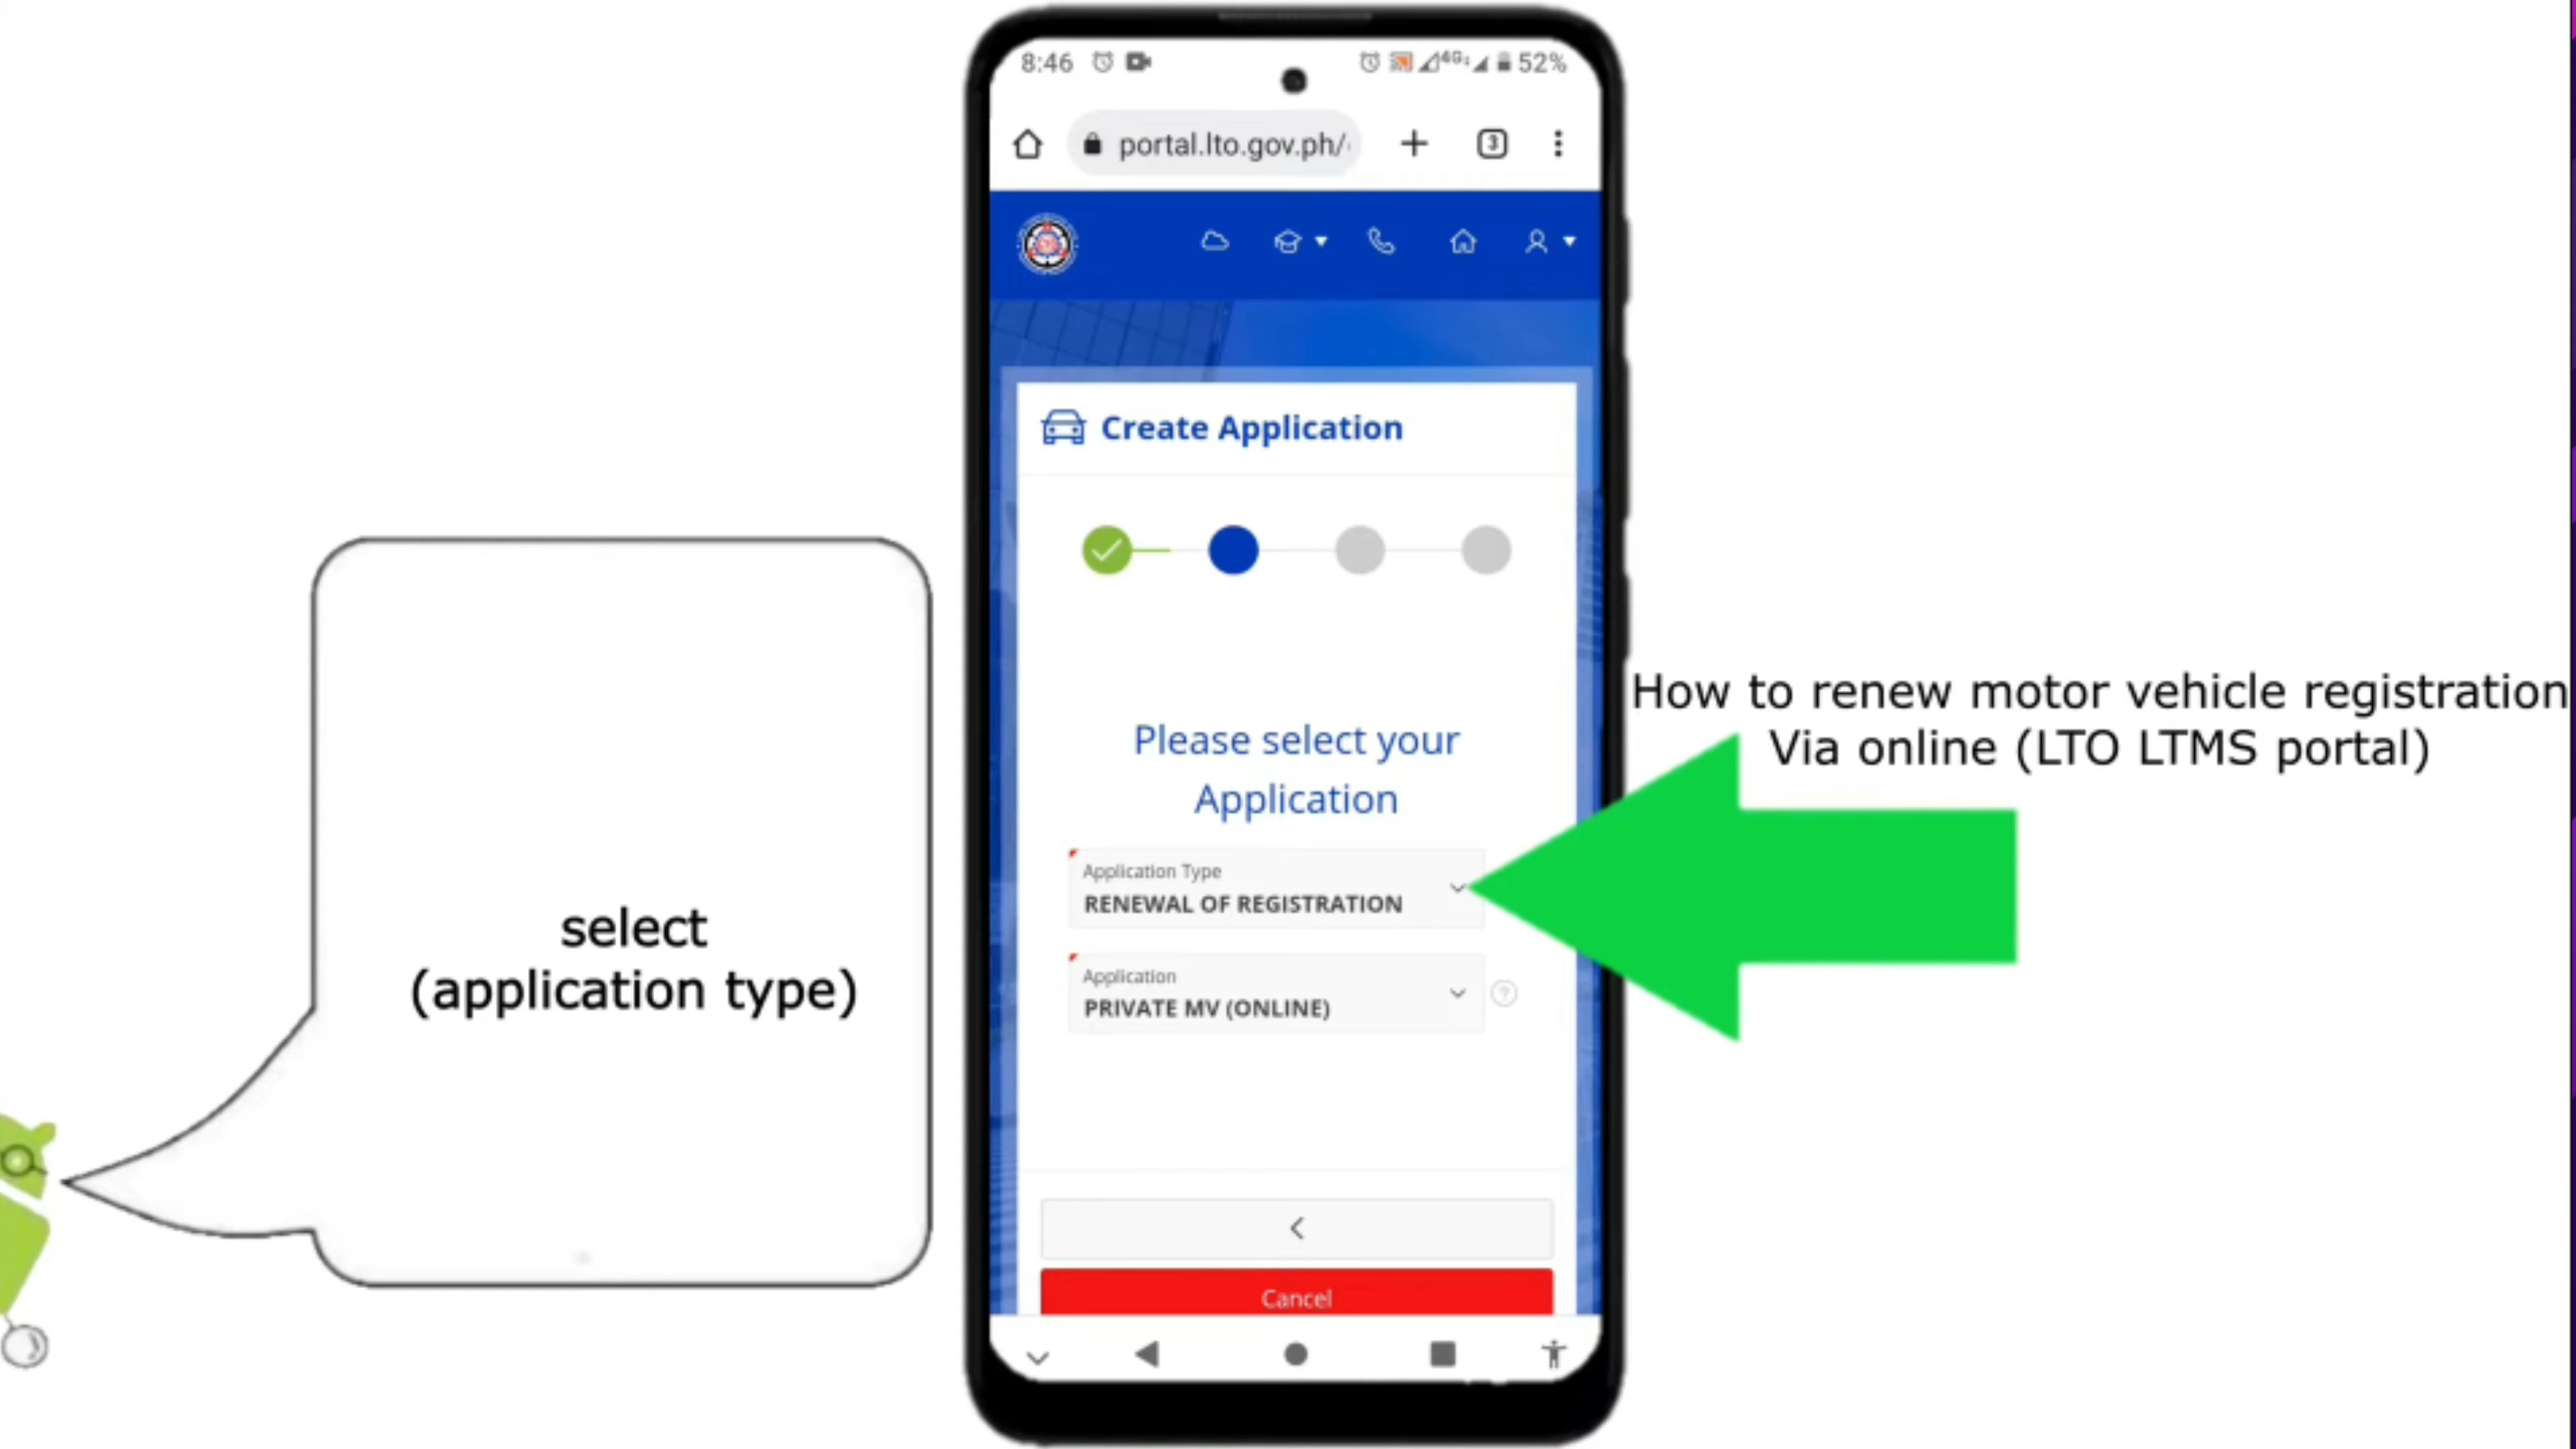 8:46
4G
52%
portal.lto.gov.ph/
3
Create Application
Please select your
Application
Application Type
RENEWAL OF REGISTRATION
Application
PRIVATE MV (ONLINE)
?
Cancel
select
(application type)
How to renew motor vehicle registration
Via online (LTO LTMS portal)